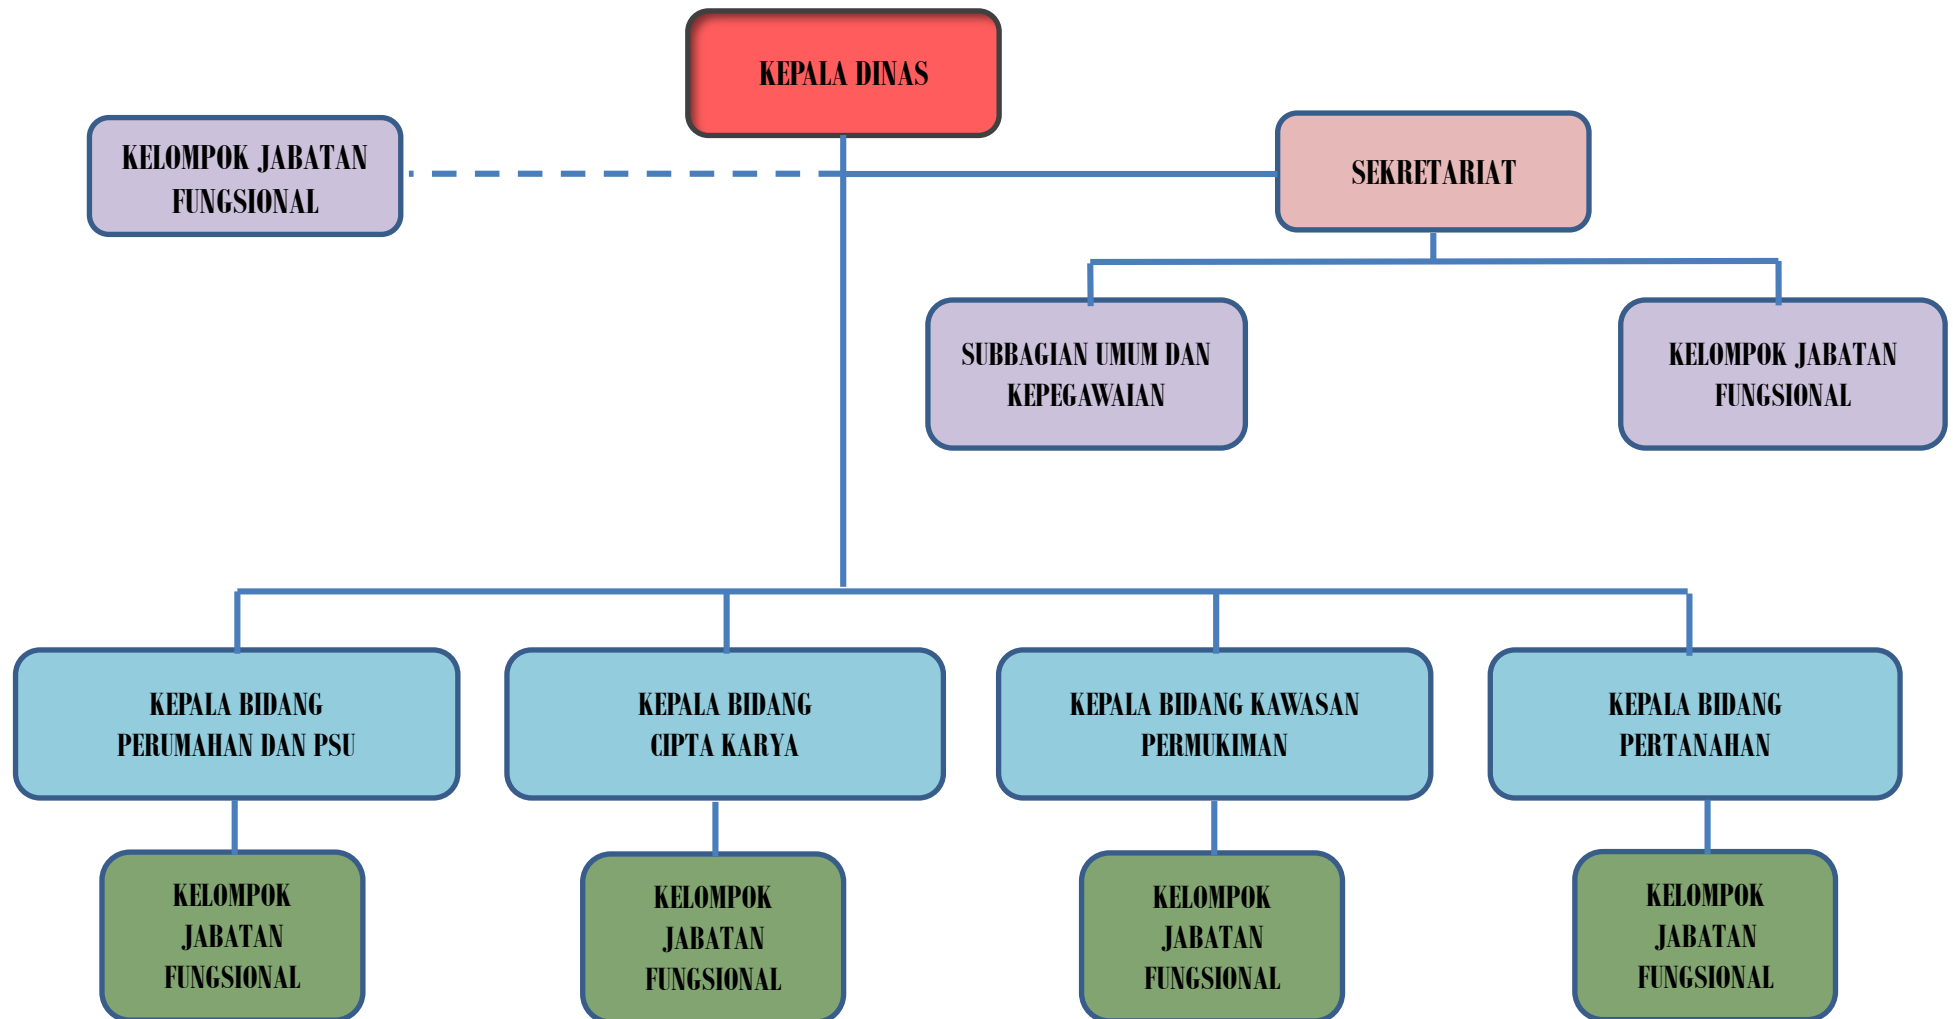 KEPALA DINAS
KELOMPOK JABATAN
FUNGSIONAL
SEKRETARIAT
SUBBAGIAN UMUM DAN
KEPEGAWAIAN
KELOMPOK JABATAN
FUNGSIONAL
KEPALA BIDANG
PERUMAHAN DAN PSU
KEPALA BIDANG
CIPTA KARYA
KEPALA BIDANG KAWASAN
PERMUKIMAN
KEPALA BIDANG
PERTANAHAN
KELOMPOK
JABATAN
FUNGSIONAL
KELOMPOK
JABATAN
FUNGSIONAL
KELOMPOK
JABATAN
FUNGSIONAL
KELOMPOK
JABATAN
FUNGSIONAL